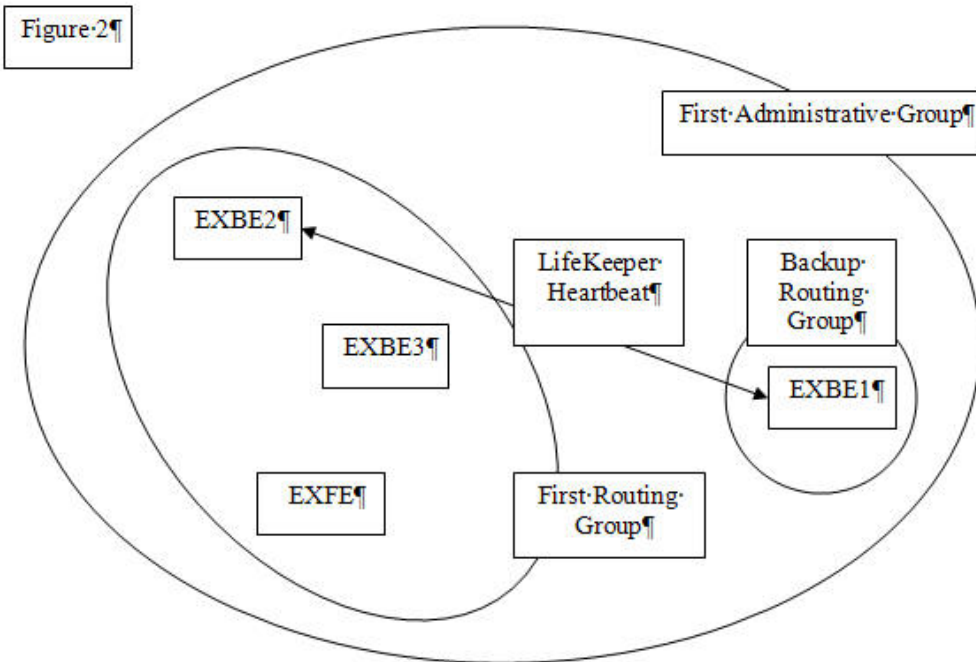 Figure·2¶
First·Administrative·Group¶
EXBE2¶
LifeKeeper·
Heartbeat¶
Backup·
Routing·
Group¶
EXBE3¶
EXBE1¶
EXFE¶
First·Routing·
Group¶